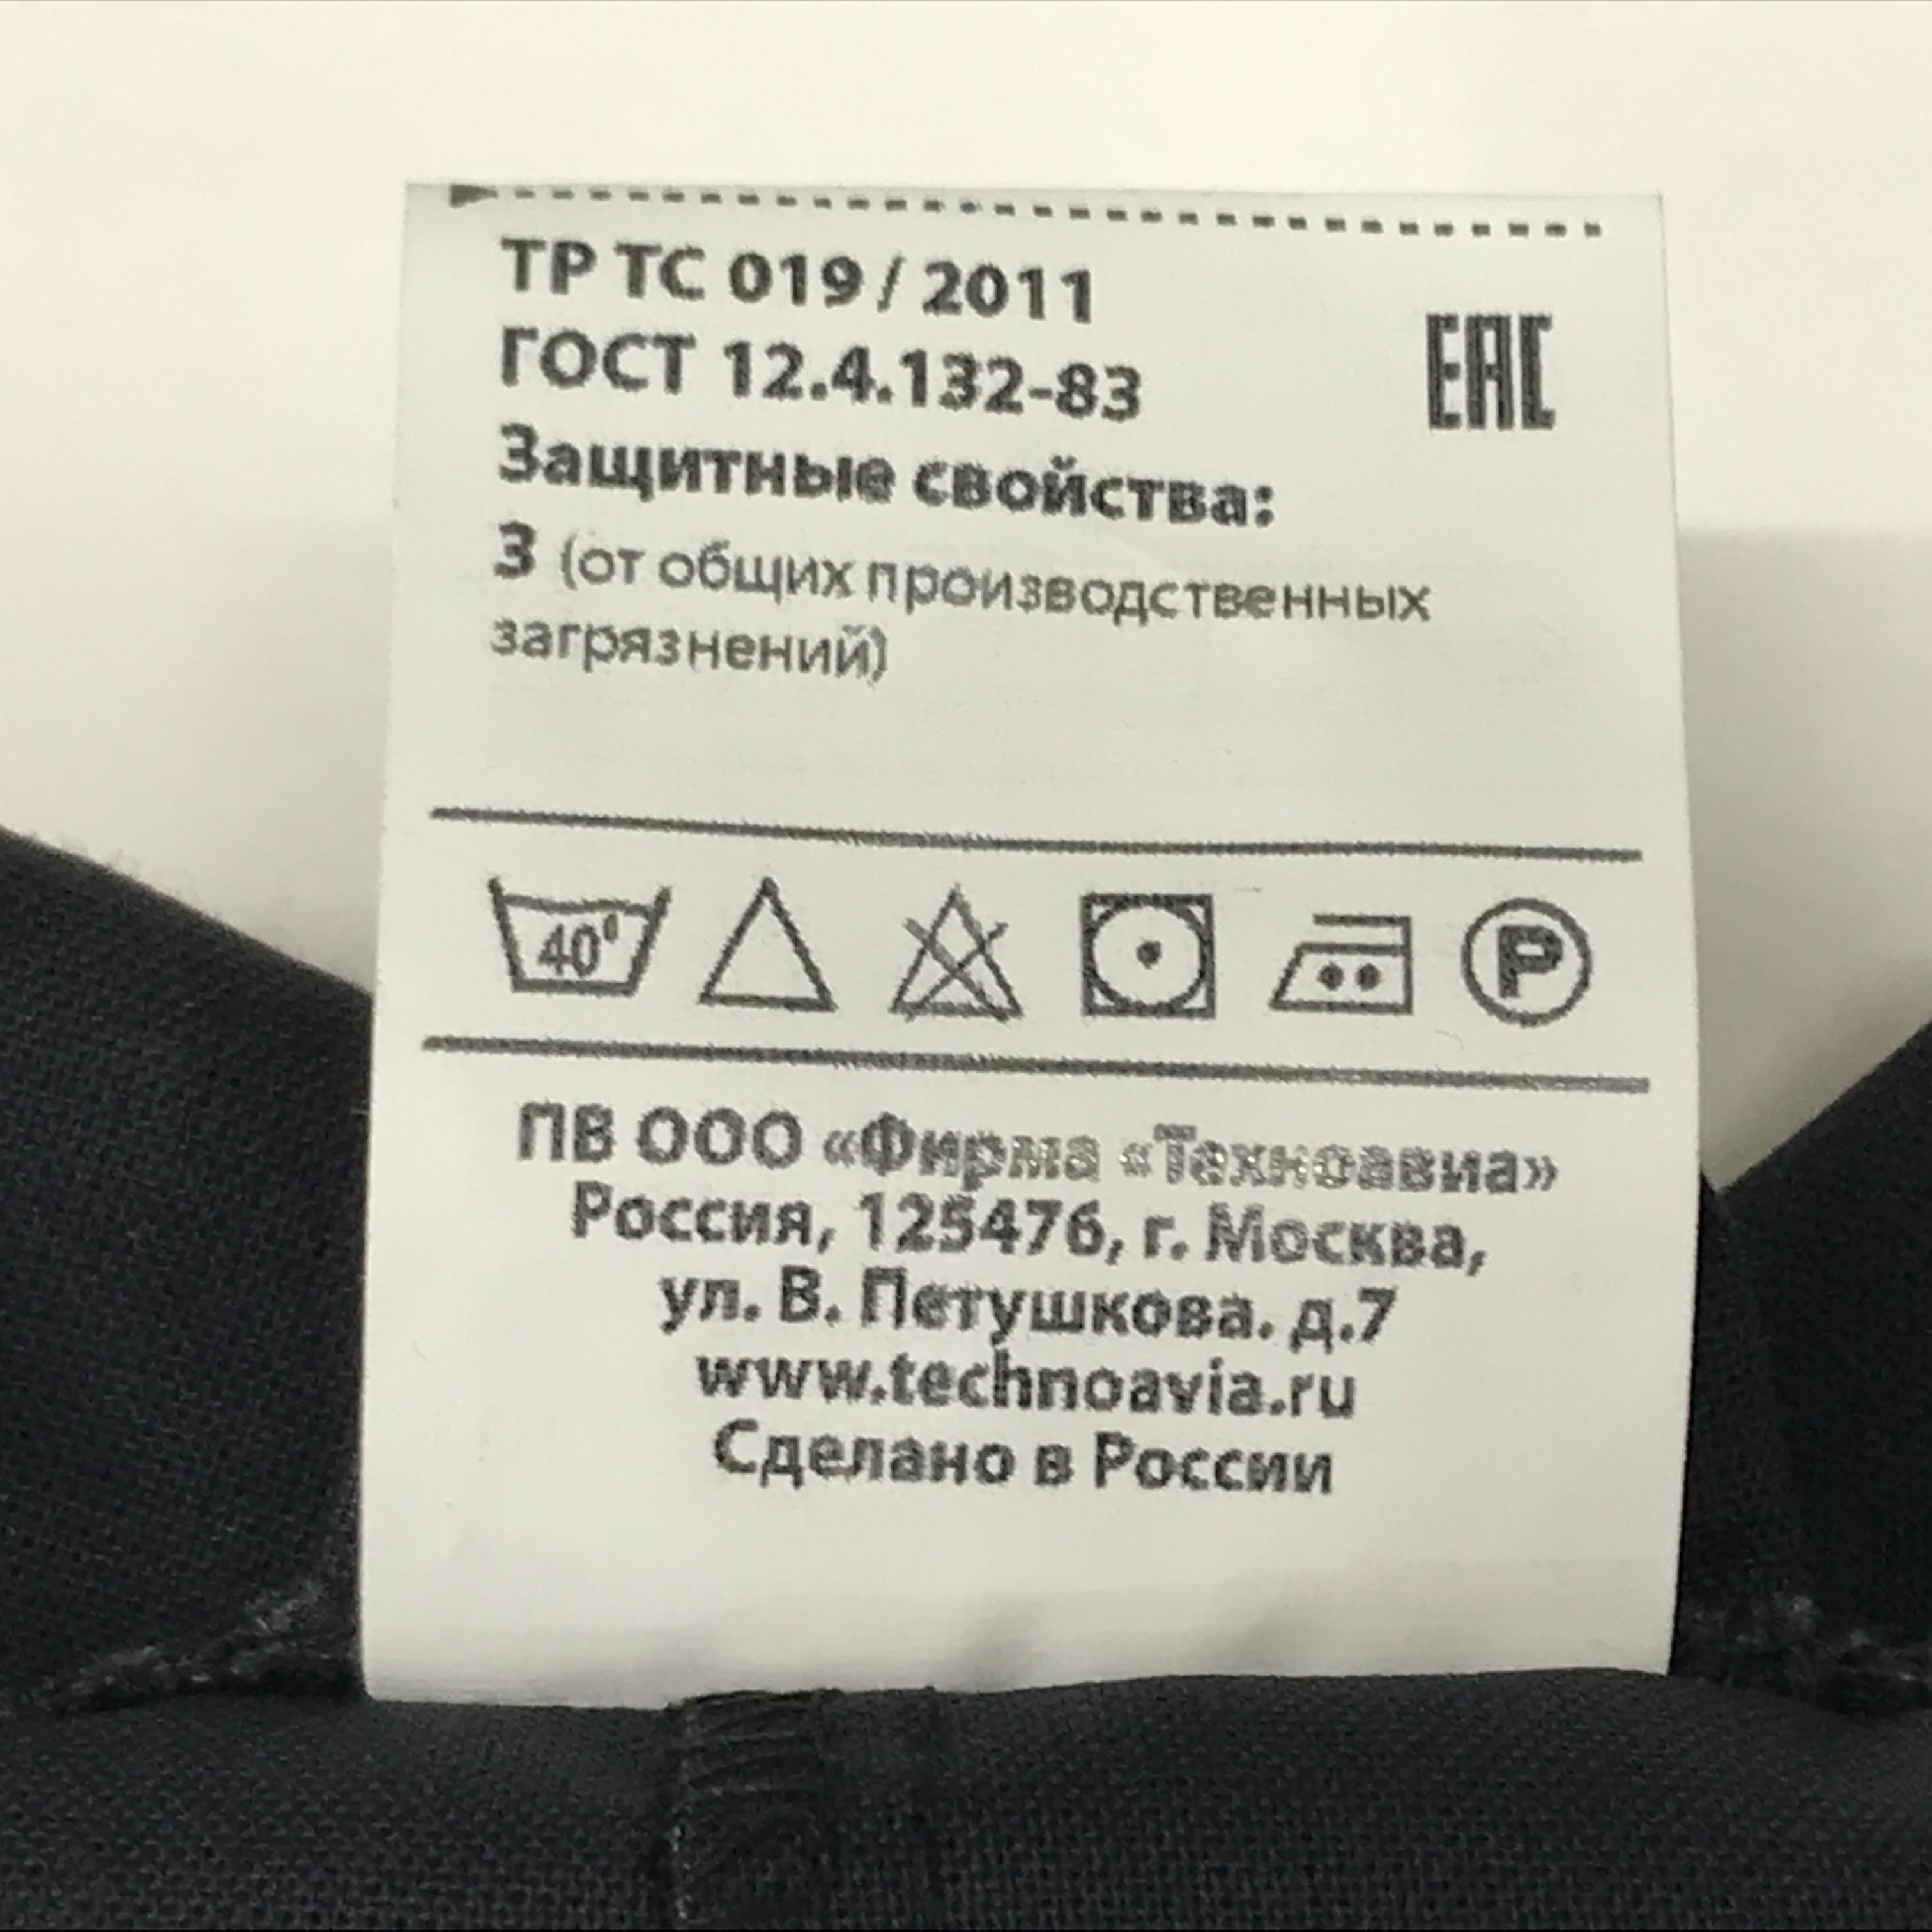 ТР ТС 019 / 2011
ГОСТ 12.4.132-83
EAC
Защитные свойства:
З (от общих производственных
загрязнений)
40°
P
ПВ ООО «Фирма «Техноавиа»
Россия, 125476, г. Москва,
ул. В. Петушкова. д.7
www.technoavia.ru
Сделано в России